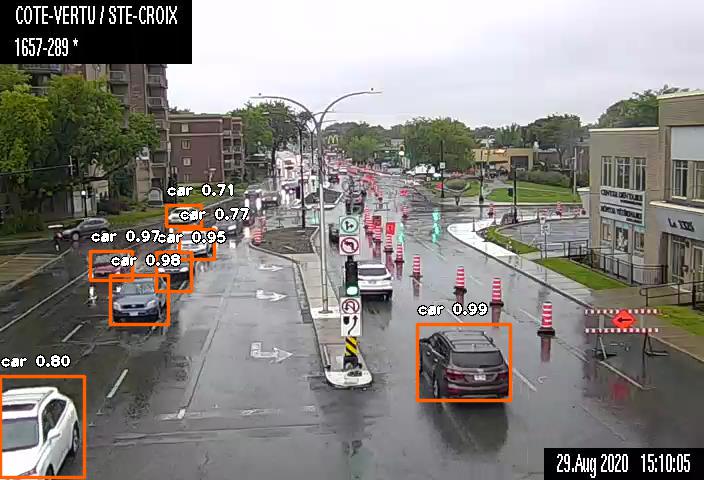 COTE-VERTU / STE-CROIX
1657-289 *
car 0.71
car 0.77
car 0.97
car 0.95
car 0.98
car 0.99
car 0.80
29.Aug 2020 15:10:05